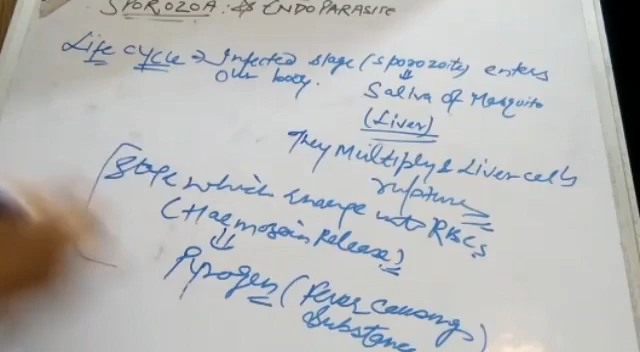 SPOROZOA: ENDOPARASITE
Life cycle → Infected stage (sporozoite) enters
Our body.
Saliva of Mosquito
(Liver)
They Multiply & Liver cells
rupture
stage which change into RBCs
(Haemozoin Release)
Pyrogen (Fever causing
Substance